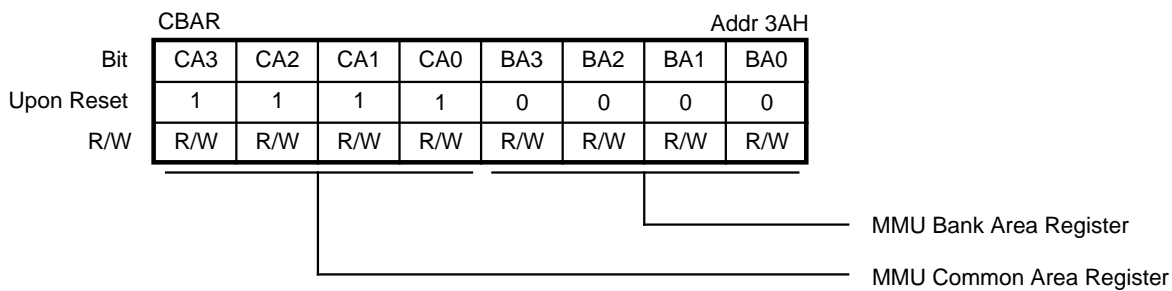 CBAR Addr 3AH
Bit CA3 CA2 CA1 CA0 BA3 BA2 BA1 BA0
Upon Reset 1 1 1 1 0 0 0 0
R/W R/W R/W R/W R/W R/W R/W R/W R/W
MMU Bank Area Register
MMU Common Area Register